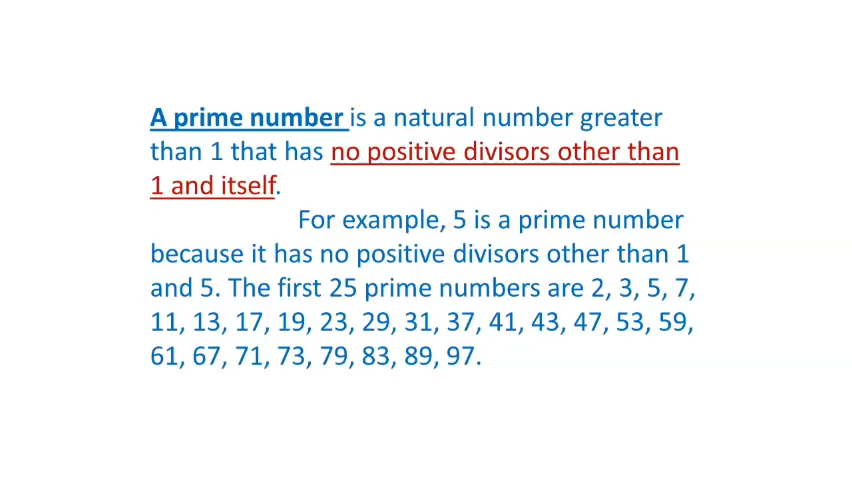 A prime number is a natural number greater
than 1 that has no positive divisors other than
1 and itself.
For example, 5 is a prime number
because it has no positive divisors other than 1
and 5. The first 25 prime numbers are 2, 3, 5, 7,
11, 13, 17, 19, 23, 29, 31, 37, 41, 43, 47, 53, 59,
61, 67, 71, 73, 79, 83, 89, 97.